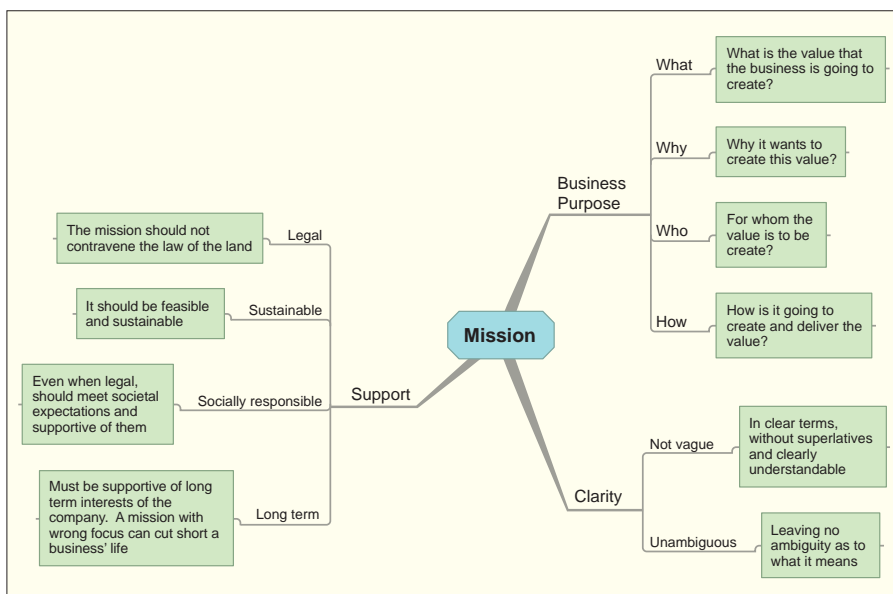 Mission
Business
Purpose
What
What is the value that
the business is going to
create?
Why
Why it wants to
create this value?
Who
For whom the
value is to be
create?
How
How is it going to
create and deliver the
value?
Clarity
Not vague
In clear terms,
without superlatives
and clearly
understandable
Unambiguous
Leaving no
ambiguity as to
what it means
Support
Legal
The mission should not
contravene the law of the land
Sustainable
It should be feasible
and sustainable
Socially responsible
Even when legal,
should meet societal
expectations and
supportive of them
Long term
Must be supportive of long
term interests of the
company.  A mission with
wrong focus can cut short a
business' life